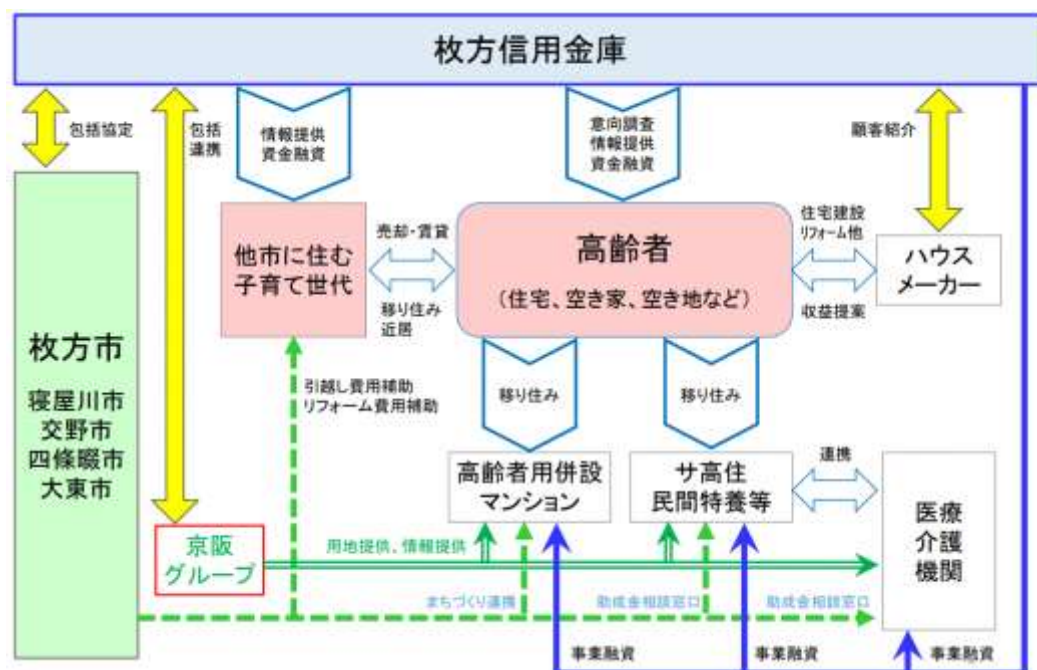 枚方信用金庫
包括協定
包括
連携
情報提供
資金融資
意向調査
情報提供
資金融資
顧客紹介
他市に住む
子育て世代
売却・賃貸
移り住み
近居
高齢者
(住宅、空き家、空き地など)
住宅建設
リフォーム他
収益提案
ハウス
メーカー
枚方市
寝屋川市
交野市
四條畷市
大東市
引越し費用補助
リフォーム費用補助
移り住み
移り住み
高齢者用併設
マンション
サ高住
民間特養等
連携
医療
介護
機関
京阪
グループ
用地提供、情報提供
まちづくり連携
助成金相談窓口
助成金相談窓口
事業融資
事業融資
事業融資